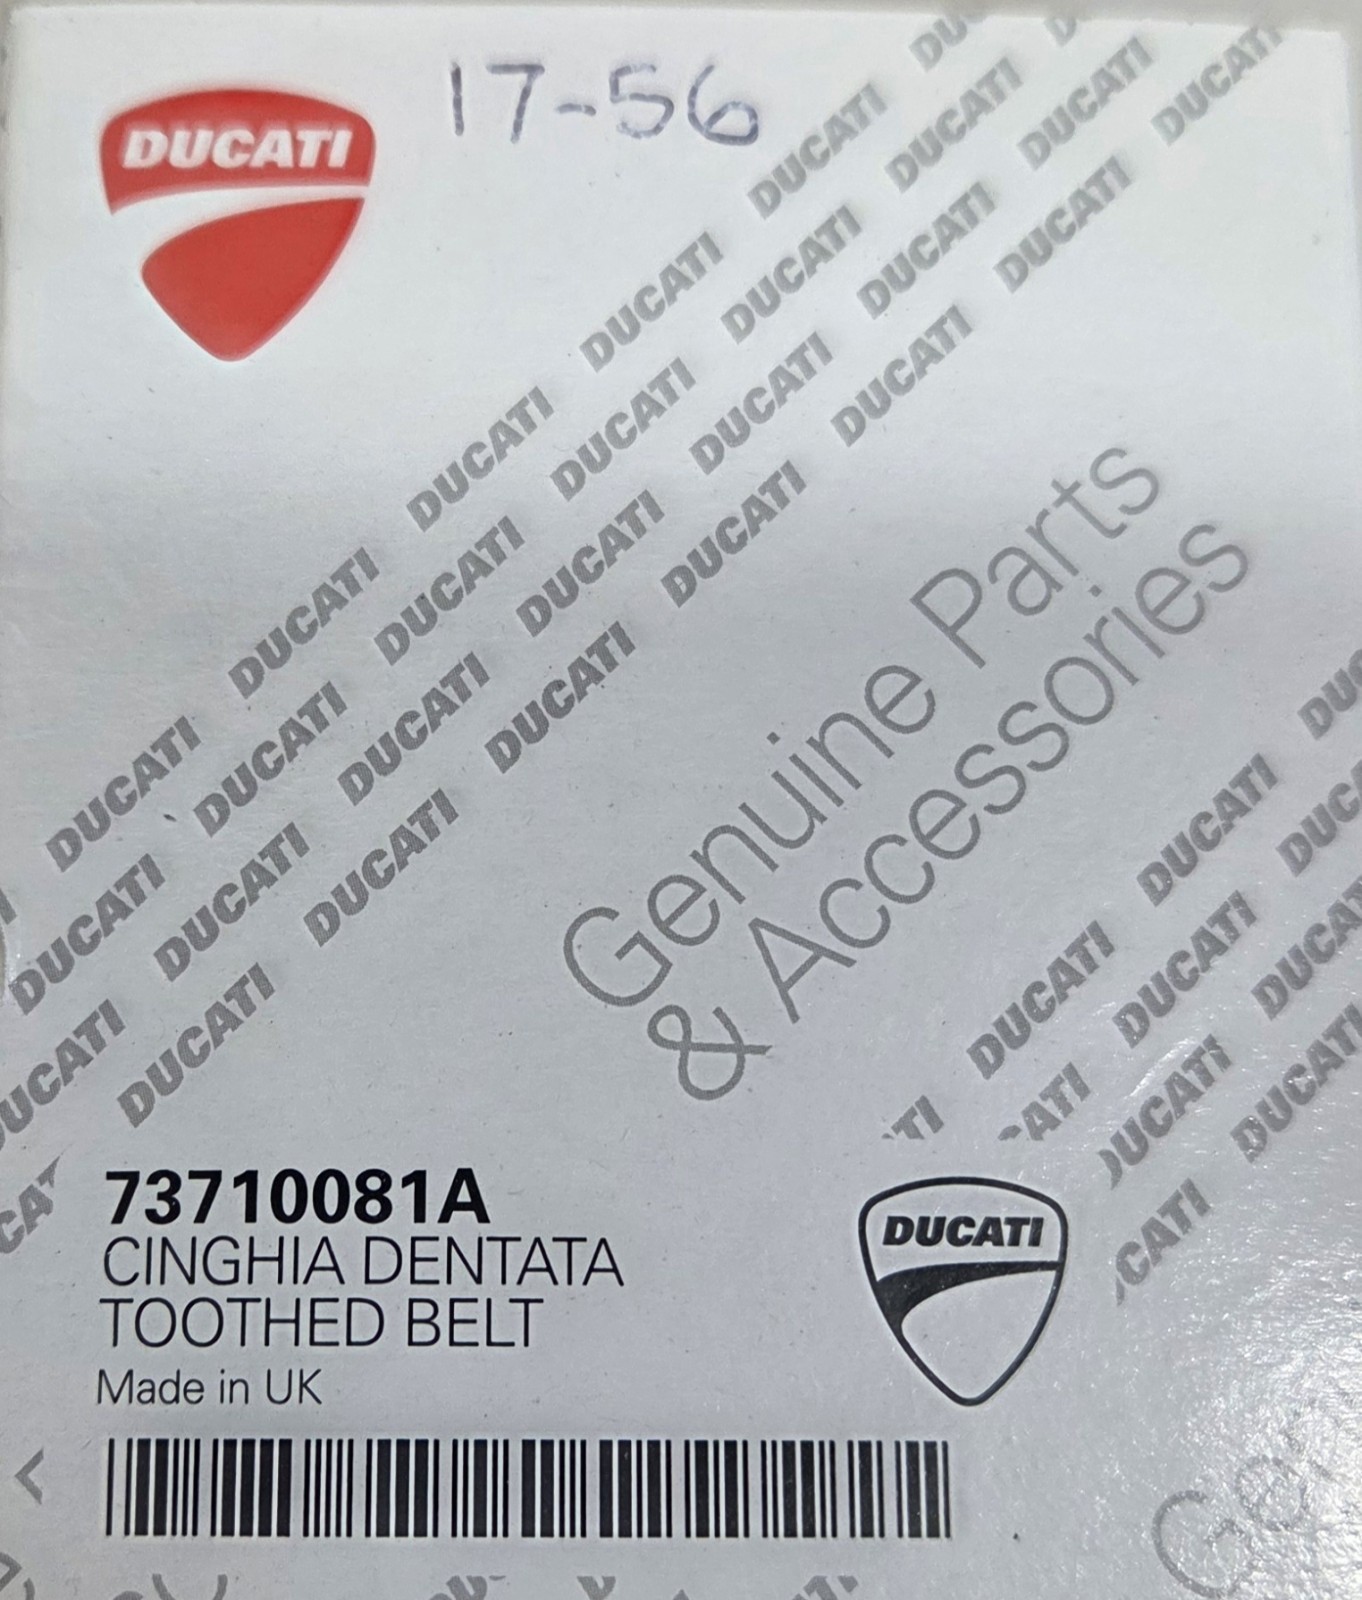 17-56
DUCATI
Genuine Parts
& Accessories
73710081A
CINGHIA DENTATA
TOOTHED BELT
Made in UK
DUCATI